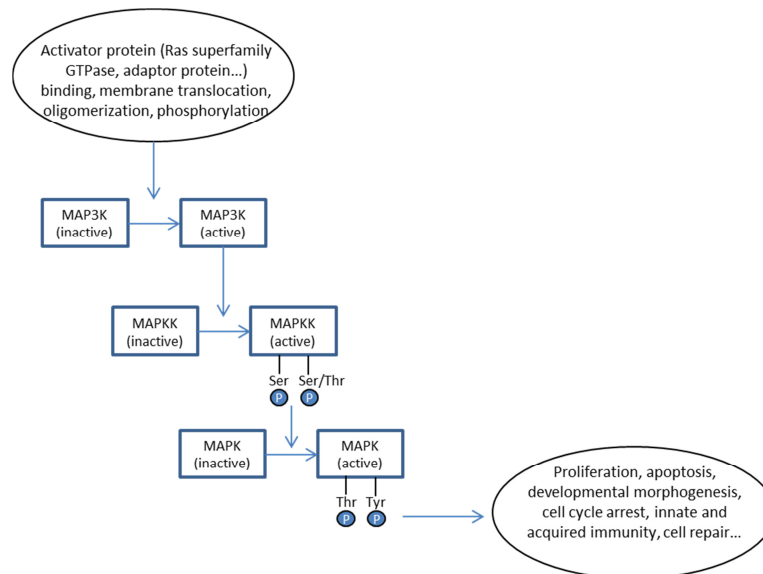 Activator protein (Ras superfamily
GTPase, adaptor protein...)
binding, membrane translocation,
oligomerization, phosphorylation
MAP3K
(inactive)
MAP3K
(active)
MAPKK
(inactive)
MAPKK
(active)
Ser Ser/Thr
P P
MAPK
(inactive)
MAPK
(active)
Thr Tyr
P P
Proliferation, apoptosis,
developmental morphogenesis,
cell cycle arrest, innate and
acquired immunity, cell repair...